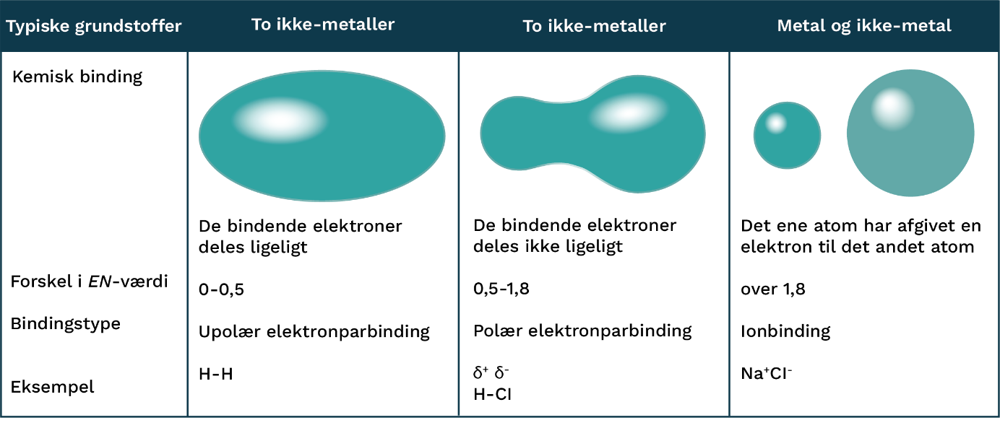 Typiske grundstoffer
To ikke-metaller
To ikke-metaller
Metal og ikke-metal
Kemisk binding
De bindende elektroner
deles ligeligt
De bindende elektroner
deles ikke ligeligt
Det ene atom har afgivet en
elektron til det andet atom
Forskel i EN-værdi
0-0,5
0,5-1,8
over 1,8
Bindingstype
Upolær elektronparbinding
Polær elektronparbinding
Ionbinding
Eksempel
H-H
δ⁺ δ⁻
H-Cl
Na⁺Cl⁻